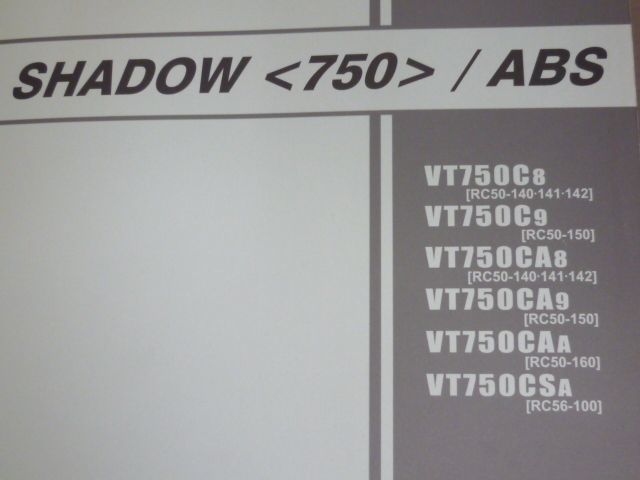 SHADOW <750> / ABS
VT750C8
[RC50-140·141·142]
VT750C9
[RC50-150]
VT750CA8
[RC50-140·141·142]
VT750CA9
[RC50-150]
VT750CAA
[RC50-160]
VT750CSA
[RC56-100]